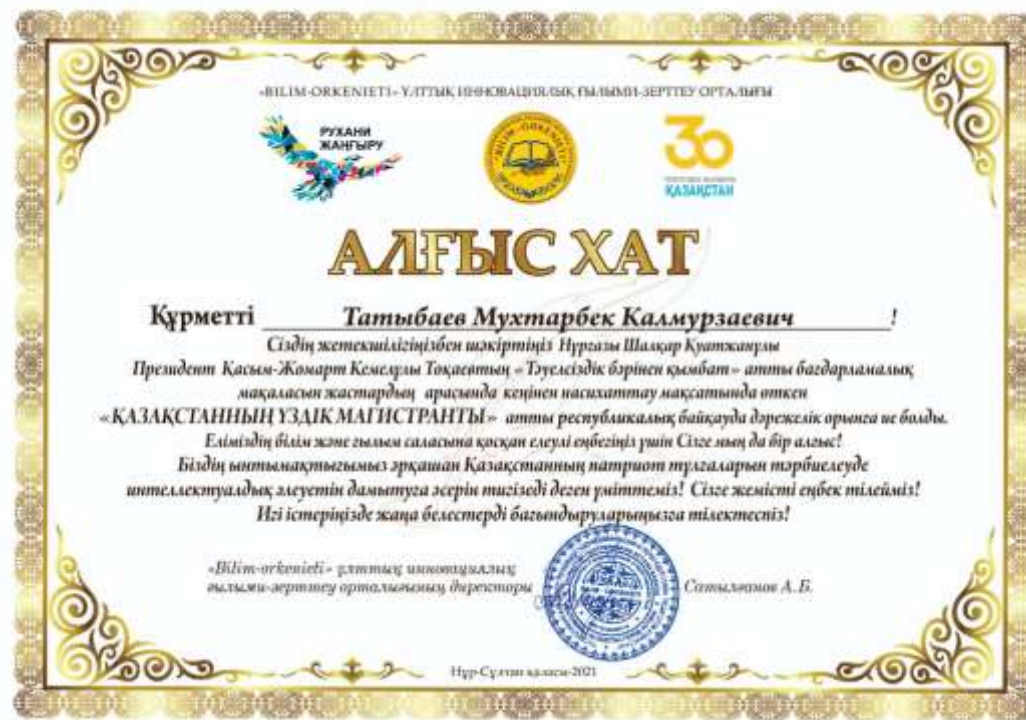 «BILIM-ORKENIETI» ҰЛТТЫҚ ИННОВАЦИЯЛЫҚ ҒЫЛЫМИ-ЗЕРТТЕУ ОРТАЛЫҒЫ
РУХАНИ
ЖАҢҒЫРУ
30
ҚАЗАҚСТАН
АЛҒЫС ХАТ
Құрметті Татыбаев Мухтарбек Калмурзаевич !
Сіздің жетекшілігіңізбен шәкіртіңіз Нұрғазы Шалқар Қуатжанұлы
Президент Қасым-Жомарт Кемелұлы Тоқаевтың «Тәуелсіздік бәрінен қымбат» атты бағдарламалық
мақаласын жастардың арасында кеңінен насихаттау мақсатында өткен
«ҚАЗАҚСТАННЫҢ ҮЗДІК МАГИСТРАНТЫ» атты республикалық байқауда дәрежелік орынға ие болды.
Еліміздің білім және ғылым саласына қосқан елеулі еңбегіңіз үшін Сізге мың да бір алғыс!
Біздің ынтымақтығымыз әрқашан Қазақстанның патриот тұлғаларын тәрбиелеуде
интеллектуалдық әлеуетін дамытуға әсерін тигізеді деген үміттеміз! Сізге жемісті еңбек тілейміз!
Игі істеріңізде жаңа белестерді бағындыруларыңызға тілектеспіз!
«Bilim-orkenieti» ұлттық инновациялық
ғылыми-зерттеу орталығының директоры Сатылғанов А.Б.
Нұр-Сұлтан қаласы-2021